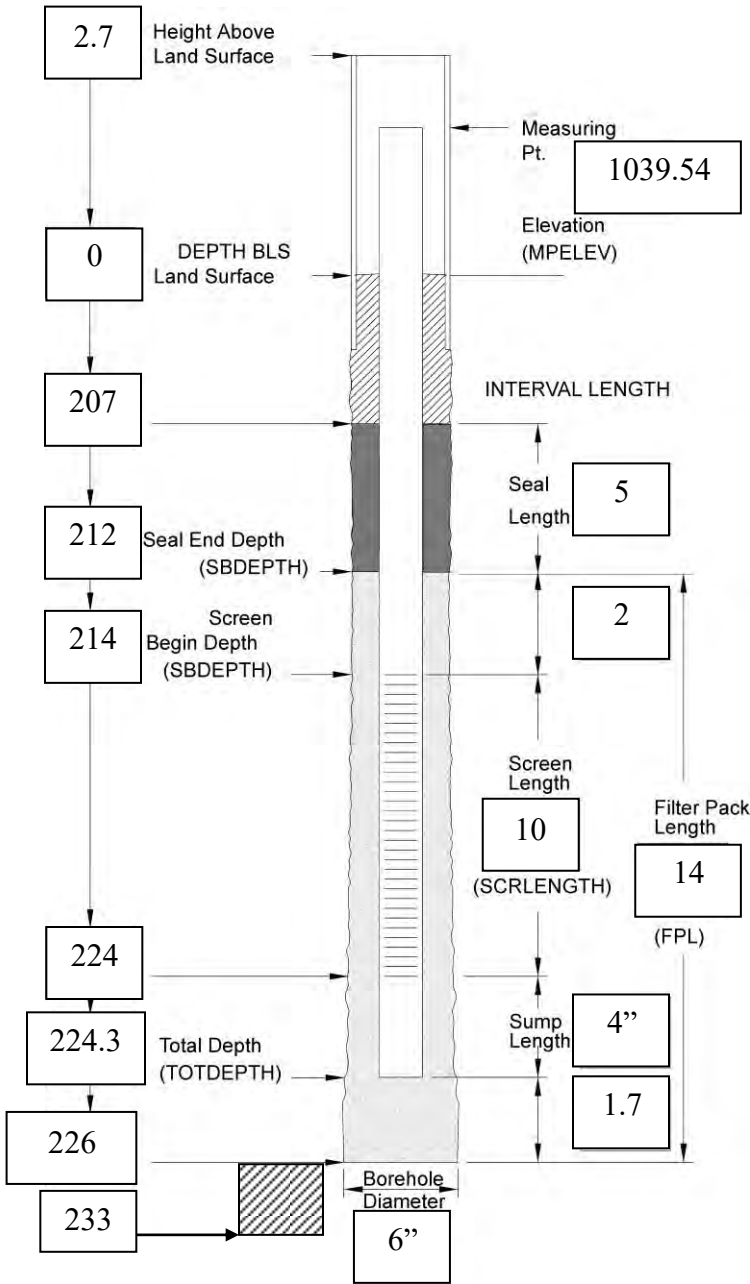 2.7
Height Above
Land Surface
Measuring
Pt.
1039.54
Elevation
(MPELEV)
0
DEPTH BLS
Land Surface
207
INTERVAL LENGTH
Seal
Length
5
212
Seal End Depth
(SBDEPTH)
2
214
Screen
Begin Depth
(SBDEPTH)
Screen
Length
10
(SCRLENGTH)
Filter Pack
Length
14
(FPL)
224
Sump
Length
4”
224.3
Total Depth
(TOTDEPTH)
1.7
226
233
Borehole
Diameter
6”